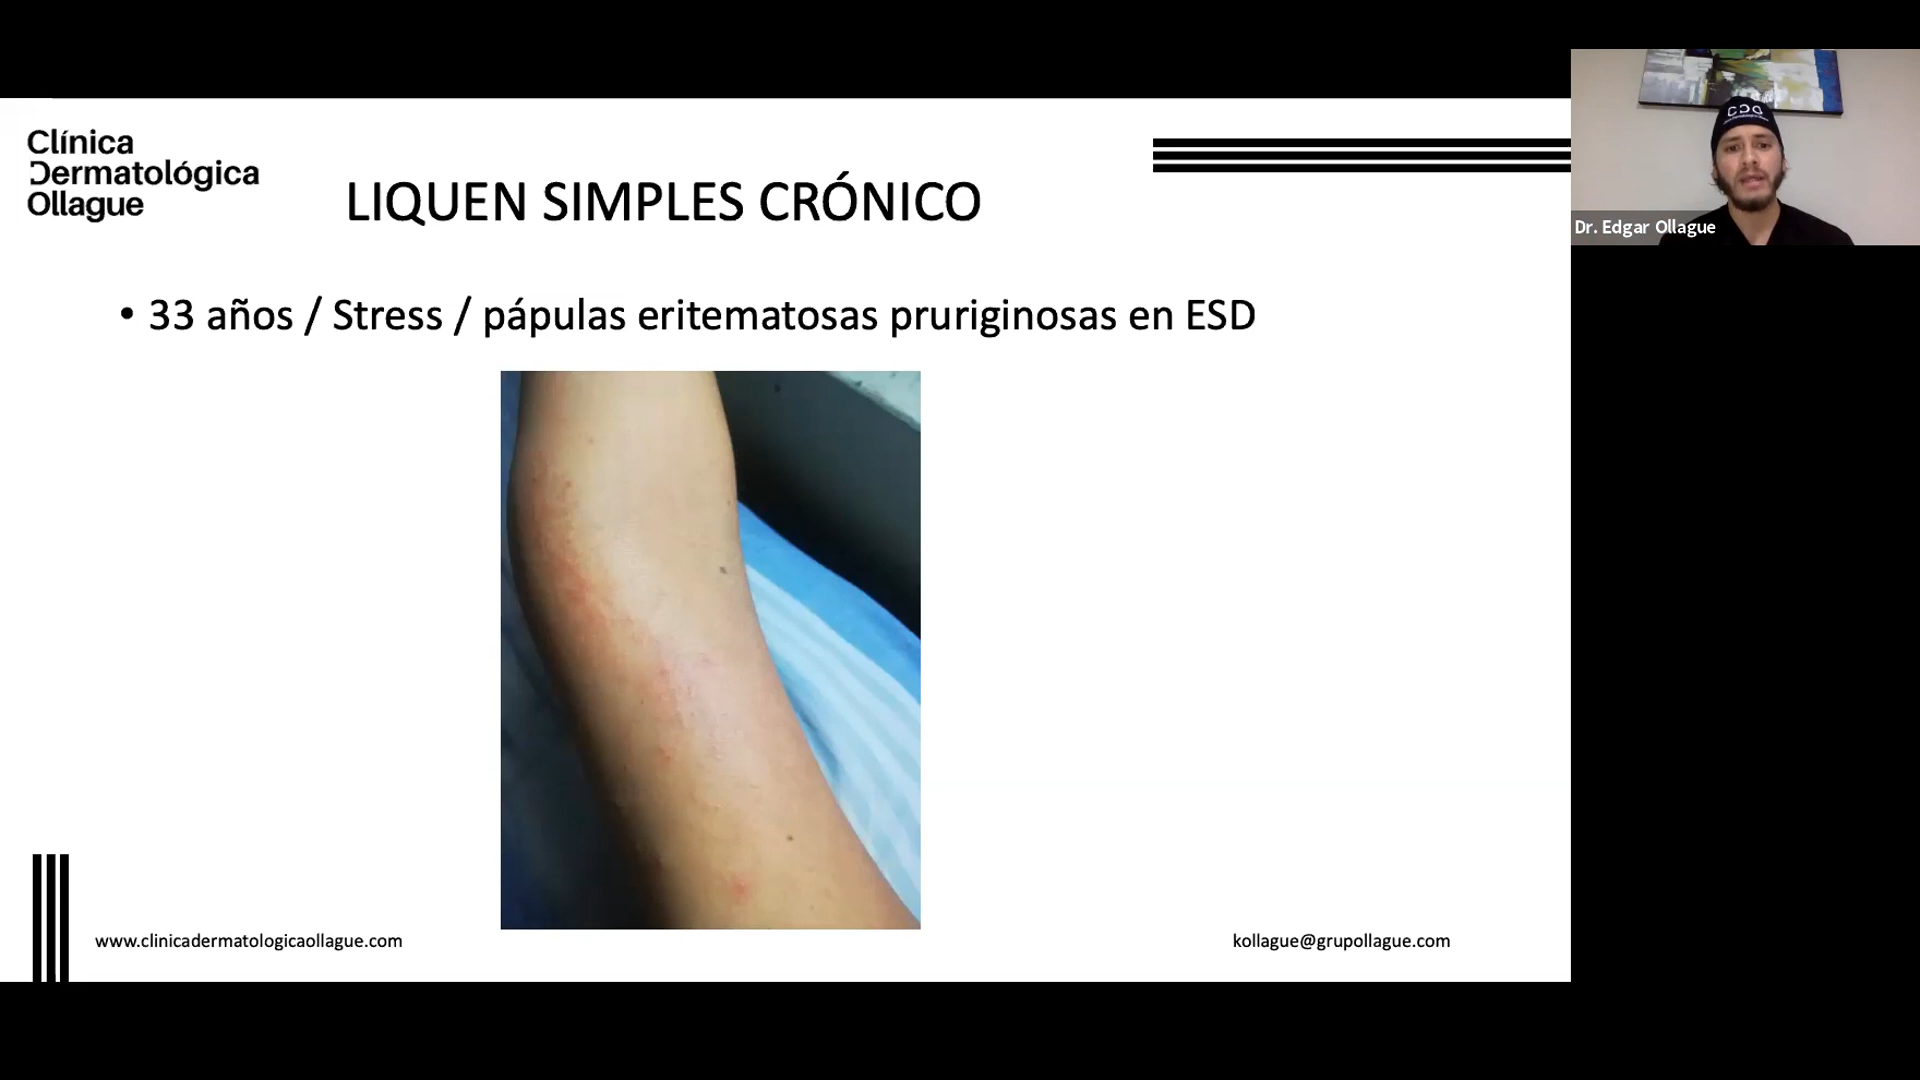 Clínica
Dermatológica
Ollague
LIQUEN SIMPLES CRÓNICO
• 33 años / Stress / pápulas eritematosas pruriginosas en ESD
www.clinicadermatologicaollague.com
kollague@grupollague.com
CDO
Dr. Edgar Ollague